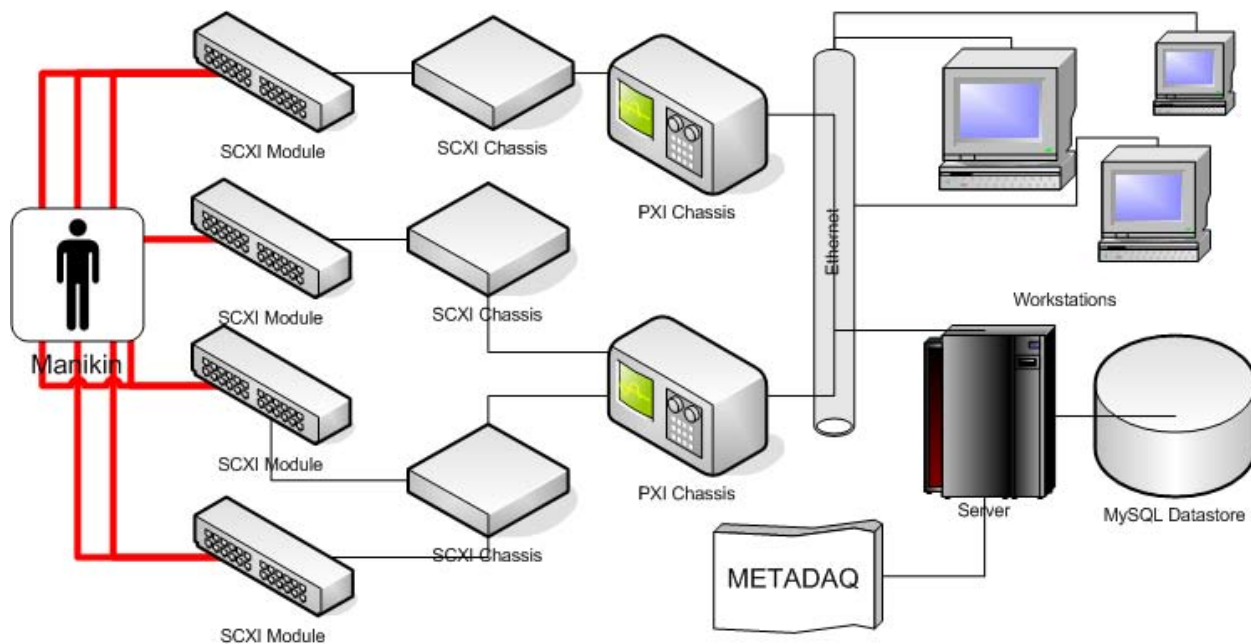 SCXI Module
SCXI Chassis
PXI Chassis
SCXI Module
SCXI Chassis
Ethernet
Workstations
Manikin
SCXI Module
PXI Chassis
SCXI Chassis
Server
MySQL Datastore
METADAQ
SCXI Module